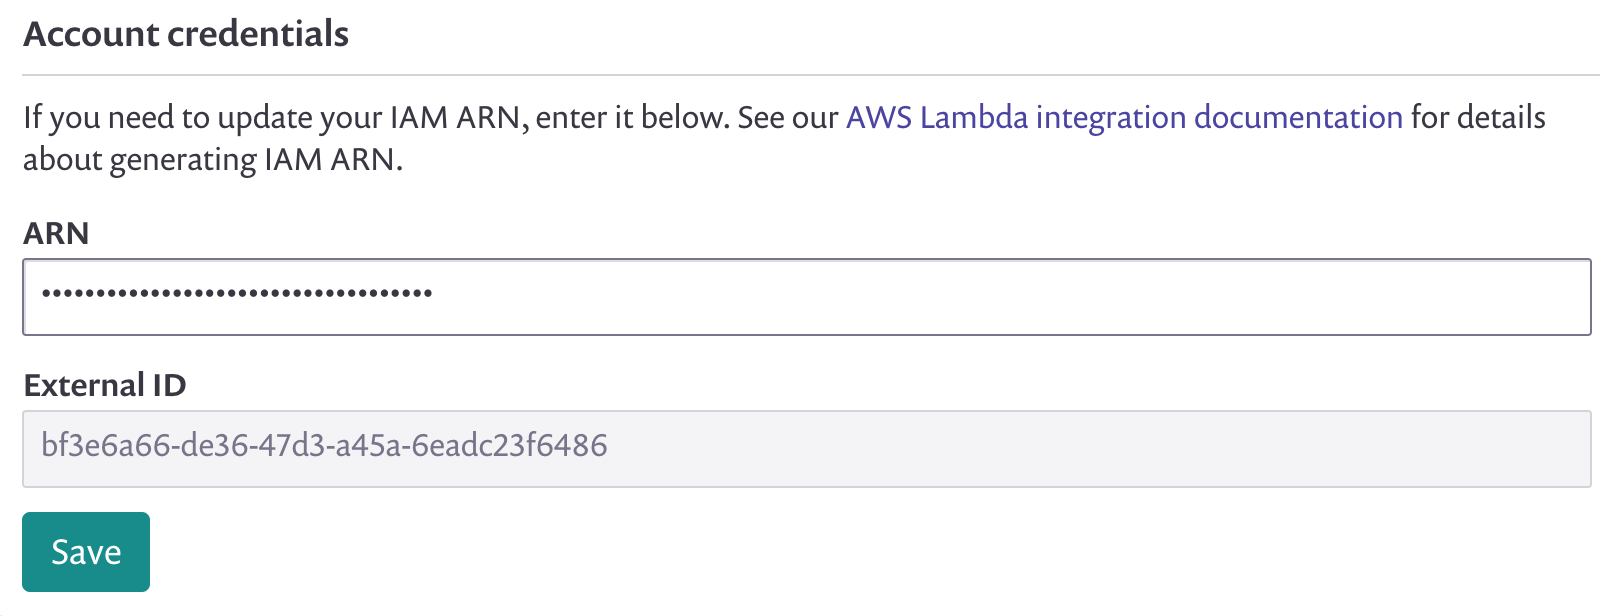 Account credentials
If you need to update your IAM ARN, enter it below. See our AWS Lambda integration documentation for details
about generating IAM ARN.
ARN
••••••••••••••••••••••••••••••••••••
External ID
bf3e6a66-de36-47d3-a45a-6eadc23f6486
Save